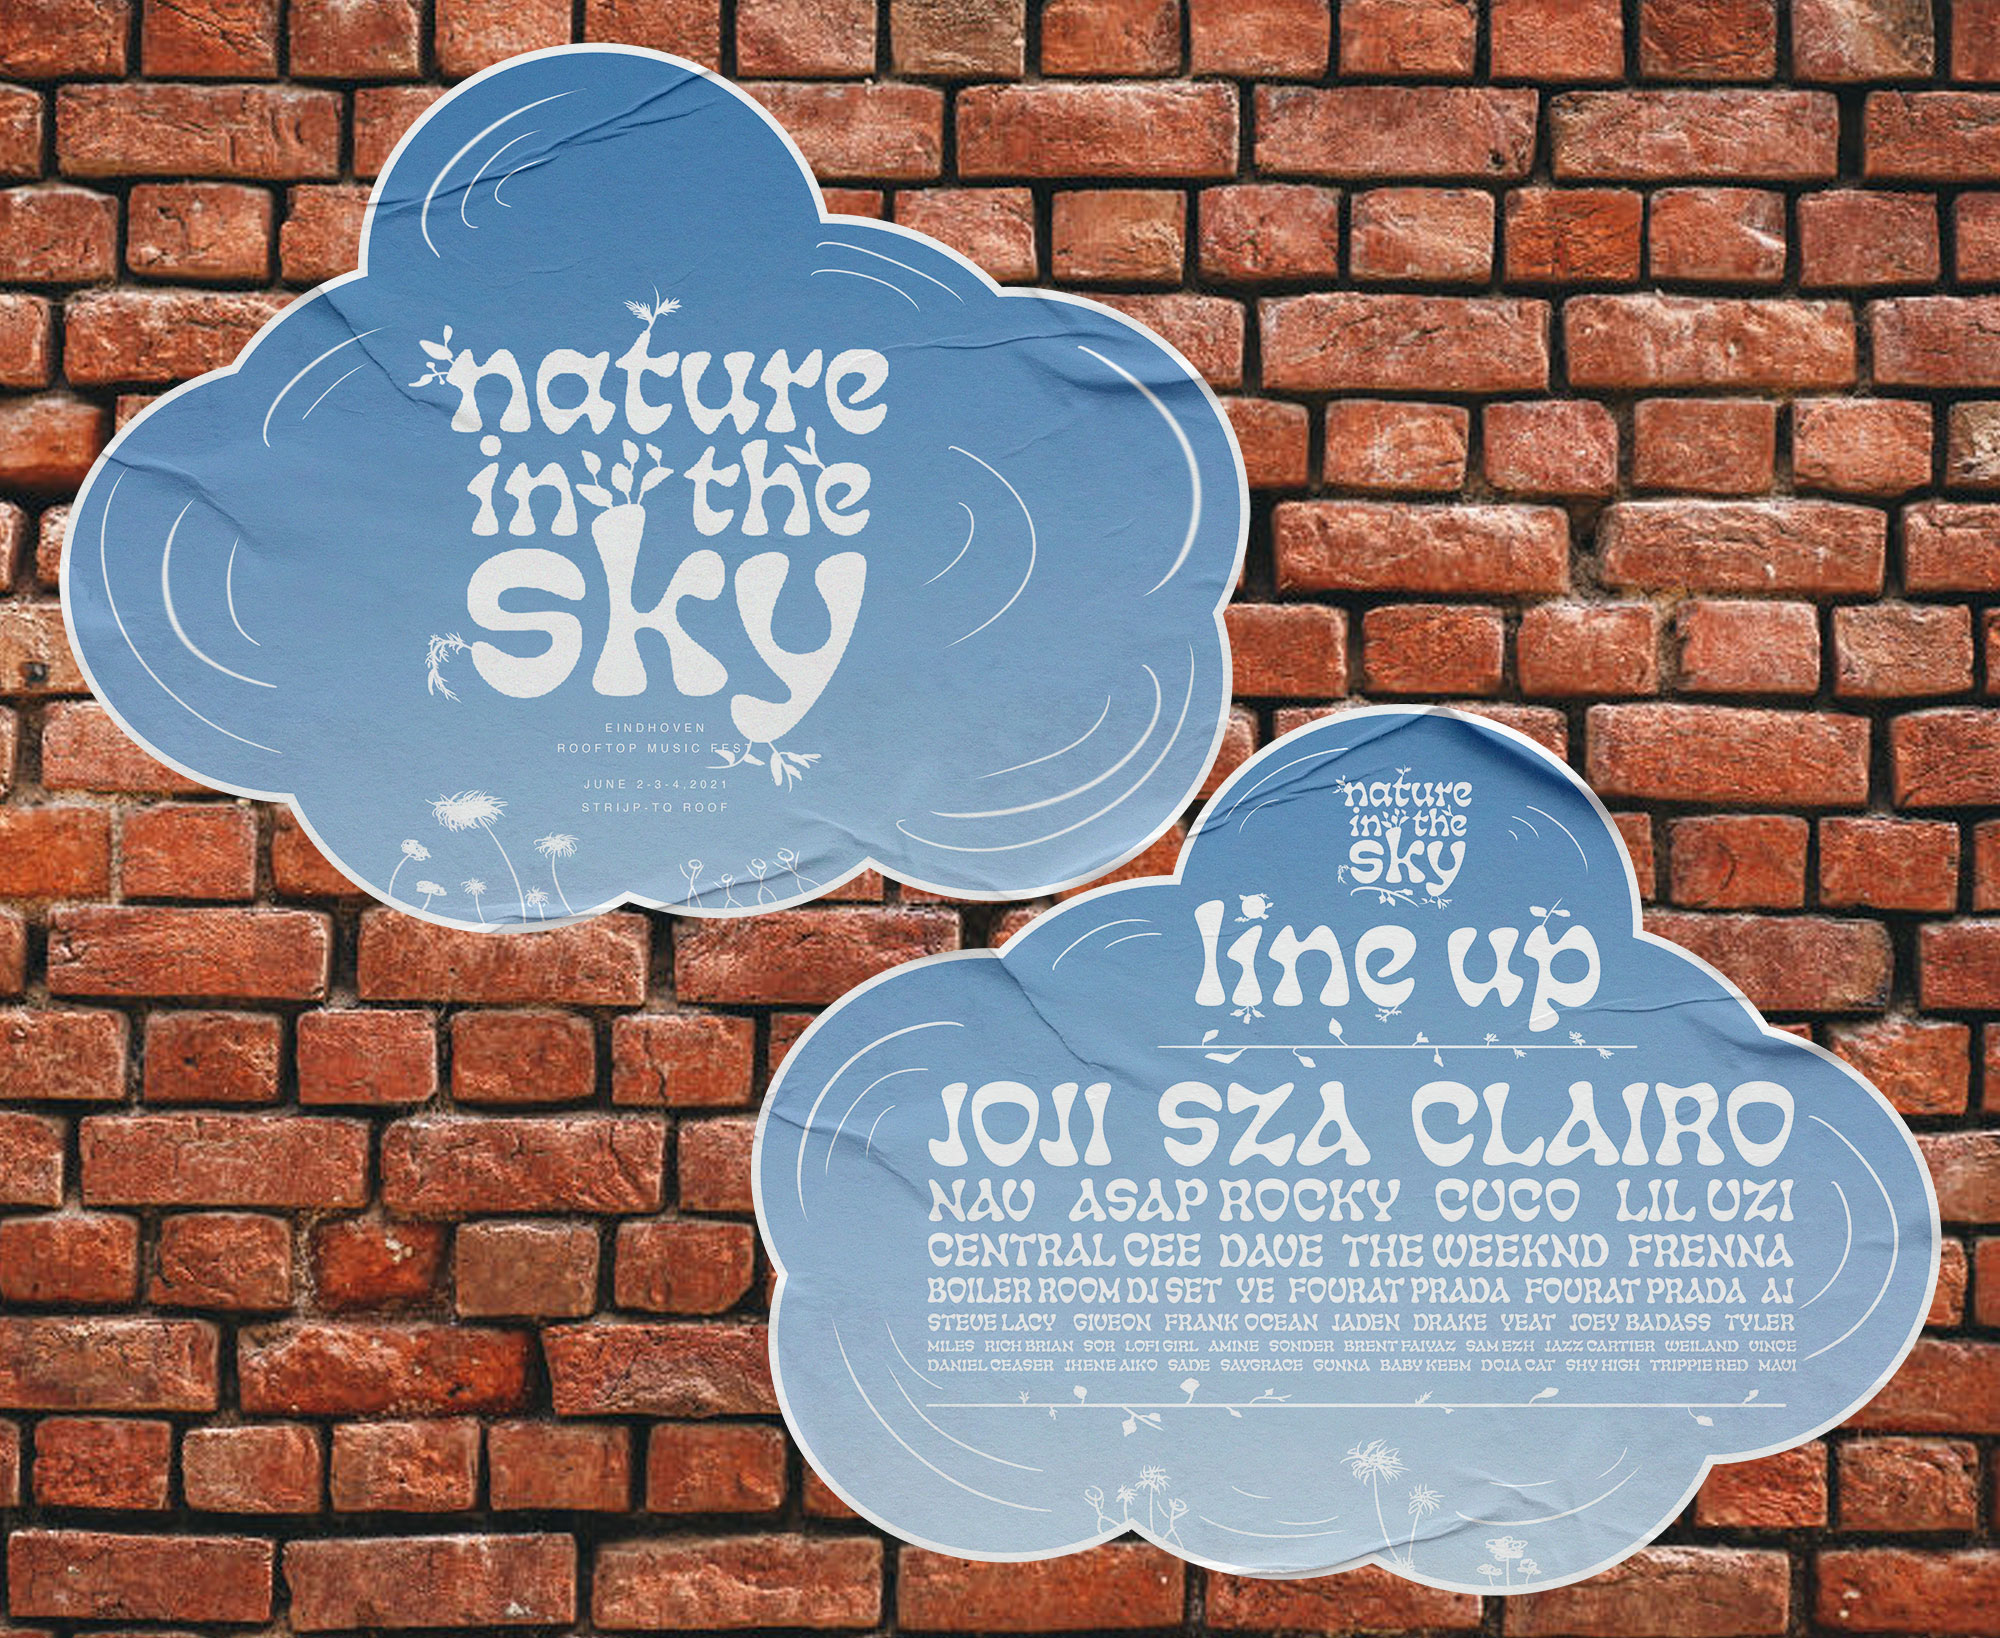 nature
in the
sky
EINDHOVEN
ROOFTOP MUSIC FEST
JUNE 2-3-4,2021
STRIJP-TQ ROOF
nature
in the
sky
line up
JOJI SZA CLAIRO
NAV ASAP ROCKY CUCO LIL UZI
CENTRAL CEE DAVE THE WEEKND FRENNA
BOILER ROOM DJ SET YE FOURAT PRADA FOURAT PRADA AJ
STEVE LACY GIVEON FRANK OCEAN JADEN DRAKE YEAT JOEY BADASS TYLER
MILES RICH BRIAN SOR LOFI GIRL AMINE SONDER BRENT FAIYAZ SAM EZH JAZZ CARTIER WEILAND VINCE
DANIEL CEASER JHENE AIKO SADE SAYGRACE GUNNA BABY KEEM DOJA CAT SHY HIGH TRIPPIE RED MAVI